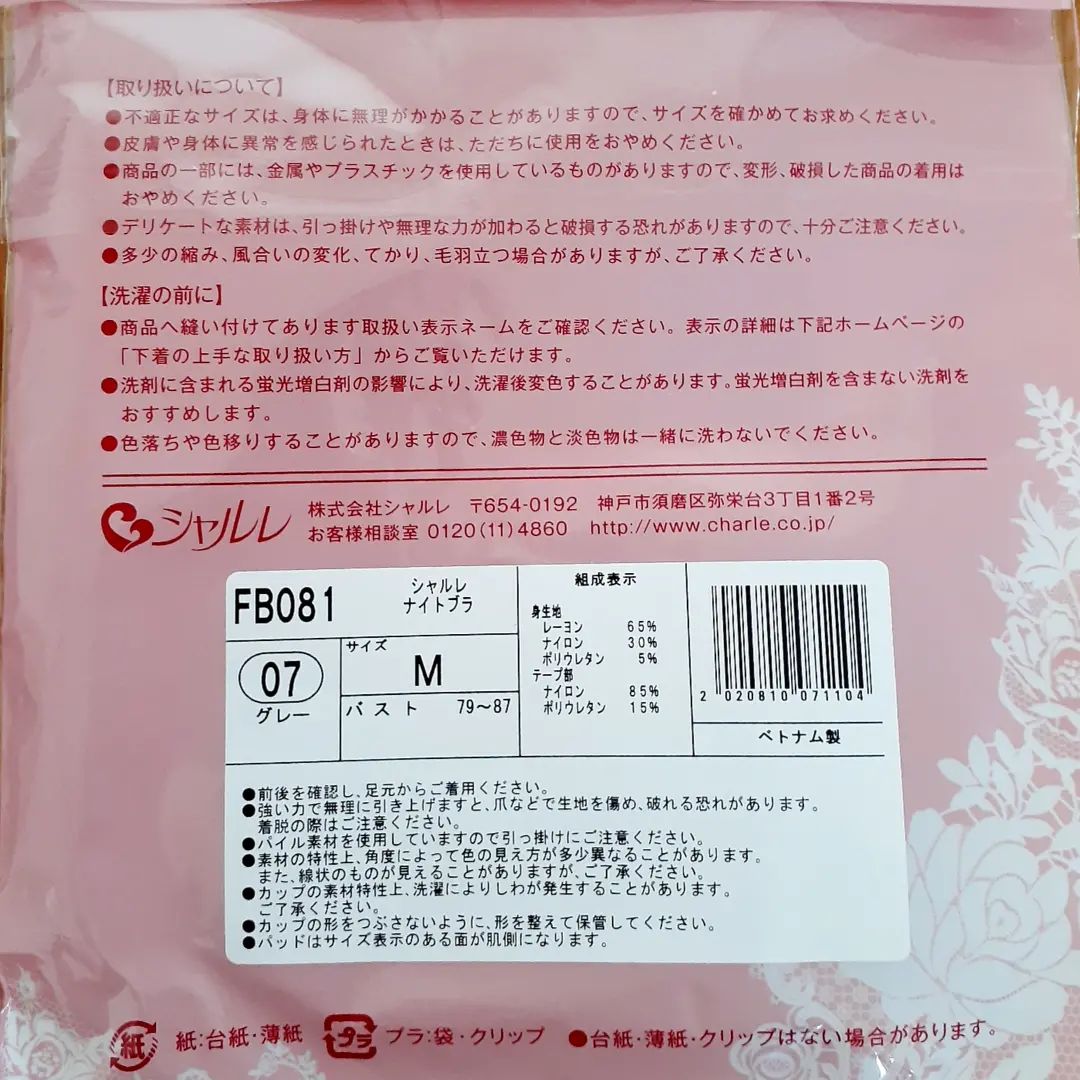 【取り扱いについて】
●不適正なサイズは、身体に無理がかかることがありますので、サイズを確かめてお求めください。
●皮膚や身体に異常を感じられたときは、ただちに使用をおやめください。
●商品の一部には、金属やプラスチックを使用しているものがありますので、変形、破損した商品の着用は
おやめください。
●デリケートな素材は、引っ掛けや無理な力が加わると破損する恐れがありますので、十分ご注意ください。
●多少の縮み、風合いの変化、てかり、毛羽立つ場合がありますが、ご了承ください。
【洗濯の前に】
●商品へ縫い付けてあります取扱い表示ネームをご確認ください。表示の詳細は下記ホームページの
「下着の上手な取り扱い方」からご覧いただけます。
●洗剤に含まれる蛍光増白剤の影響により、洗濯後変色することがあります。蛍光増白剤を含まない洗剤を
おすすめします。
●色落ちや色移りすることがありますので、濃色物と淡色物は一緒に洗わないでください。
シャルレ
株式会社シャルレ 〒654-0192 神戸市須磨区弥栄台3丁目1番2号
お客様相談室 0120(11)4860 http://www.charle.co.jp/
FB081
シャルレ
ナイトブラ
07
グレー
サイズ
M
バスト 79～87
組成表示
身生地
レーヨン 65%
ナイロン 30%
ポリウレタン 5%
テープ部
ナイロン 85%
ポリウレタン 15%
2 020810 071104
ベトナム製
●前後を確認し、足元からご着用ください。
●強い力で無理に引き上げますと、爪などで生地を傷め、破れる恐れがあります。
着脱の際はご注意ください。
●パイル素材を使用していますので引っ掛けにご注意ください。
●素材の特性上、角度によって色の見え方が多少異なることがあります。
また、線状のものが見えることがありますが、ご了承ください。
●カップの素材特性上、洗濯によりしわが発生することがあります。
ご了承ください。
●カップの形をつぶさないように、形を整えて保管してください。
●パッドはサイズ表示のある面が肌側になります。
紙 紙:台紙・薄紙 プラ プラ:袋・クリップ ●台紙・薄紙・クリップはない場合があります。